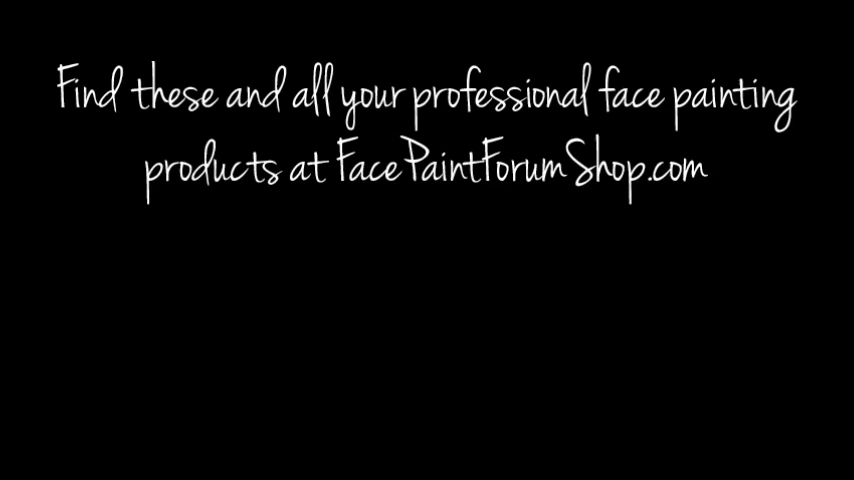 Find these and all your professional face painting
products at FacePaintForumShop.com